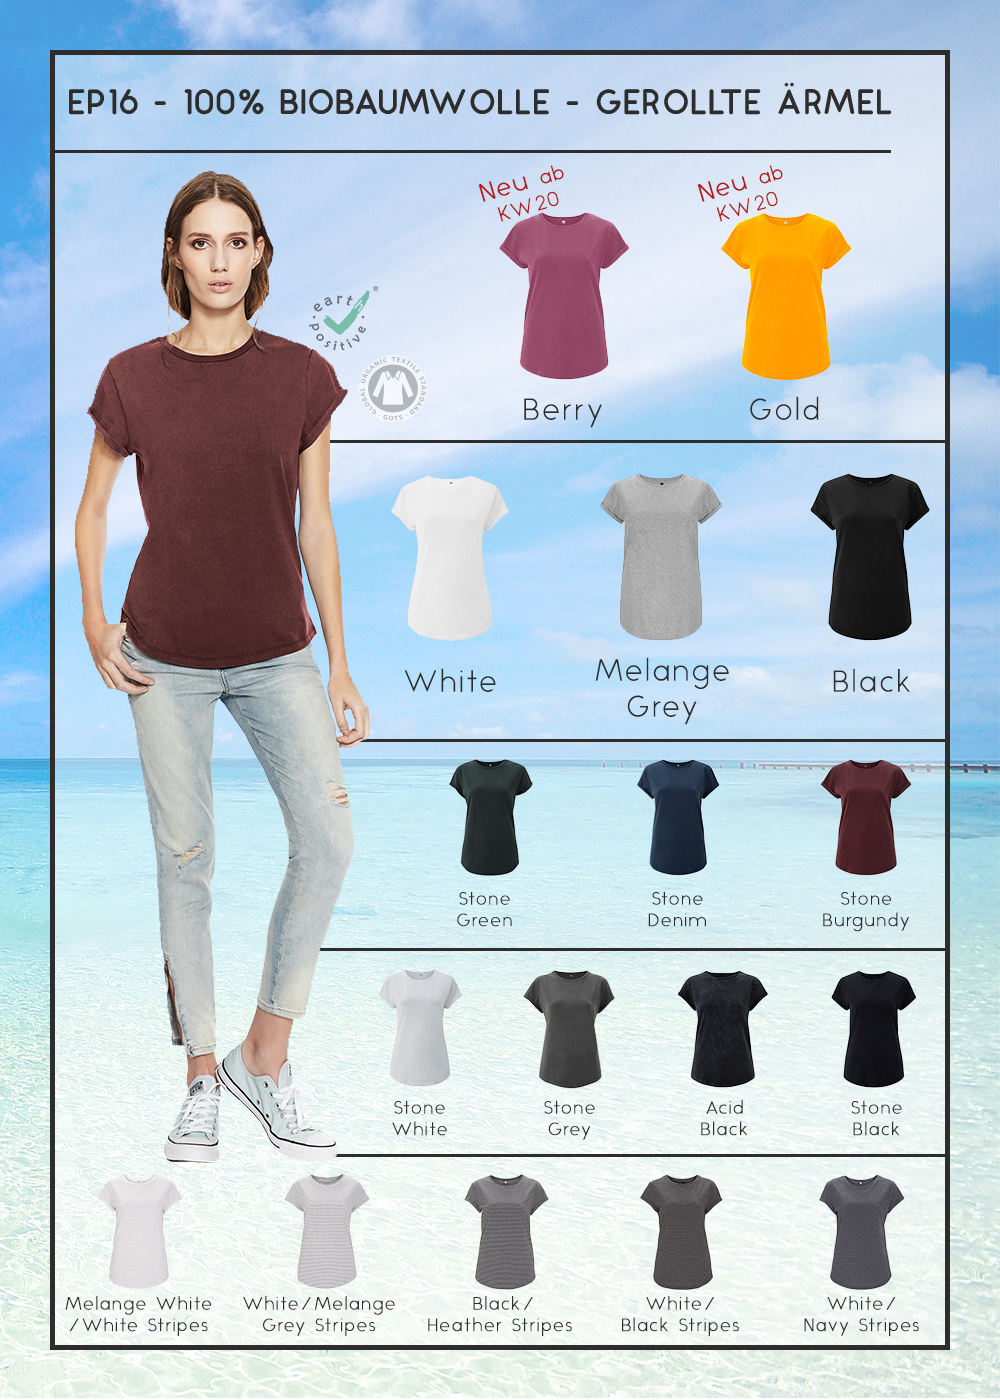 EP16 - 100% BIOBAUMWOLLE - GEROLLTE ÄRMEL
Neu ab
KW20
Neu ab
KW20
earth
positive
®
GLOBAL ORGANIC TEXTILE STANDARD · GOTS ·
Berry
Gold
White
Melange
Grey
Black
Stone
Green
Stone
Denim
Stone
Burgundy
Stone
White
Stone
Grey
Acid
Black
Stone
Black
Melange White
/White Stripes
White/Melange
Grey Stripes
Black/
Heather Stripes
White/
Black Stripes
White/
Navy Stripes